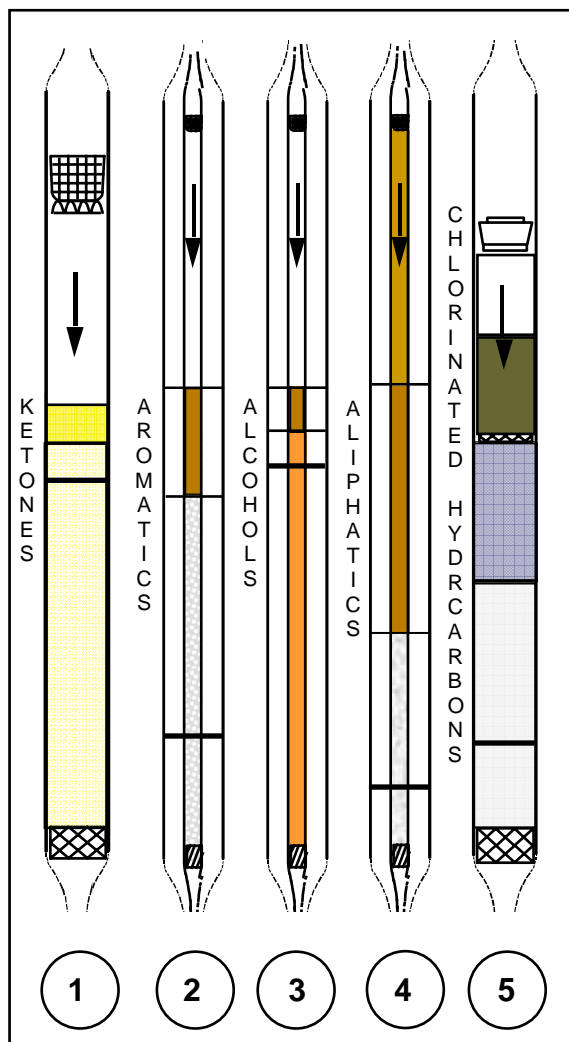 KETONES
AROMATICS
ALCOHOLS
ALIPHATICS
CHLORINATED HYDRCARBONS
1
2
3
4
5